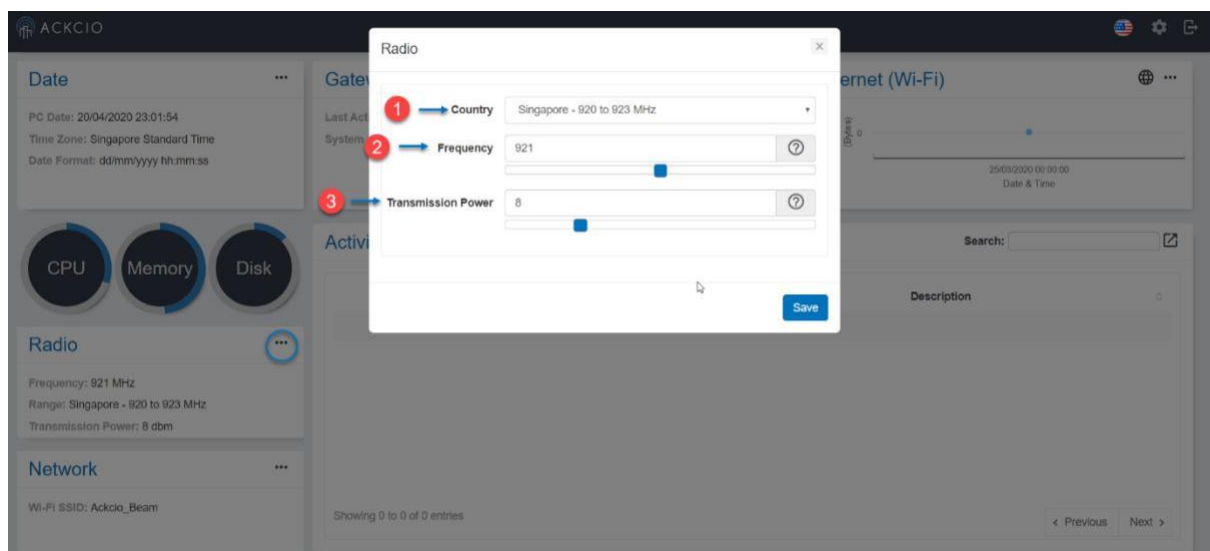 ACKCIO
Radio
×
Date
...
Gatew
ernet (Wi-Fi)
...
PC Date: 20/04/2020 23:01:54
Time Zone: Singapore Standard Time
Date Format: dd/mm/yyyy hh:mm:ss
Last Act
System
(Bytes)
0
25/03/2020 00:00:00
Date & Time
1
Country
Singapore - 920 to 923 MHz
2
Frequency
921
?
3
Transmission Power
8
?
Save
CPU
Memory
Disk
Activi
Search:
Description
Radio
...
Frequency: 921 MHz
Range: Singapore - 920 to 923 MHz
Transmission Power: 8 dbm
Network
...
Wi-Fi SSID: Ackcio_Beam
Showing 0 to 0 of 0 entries
< Previous
Next >